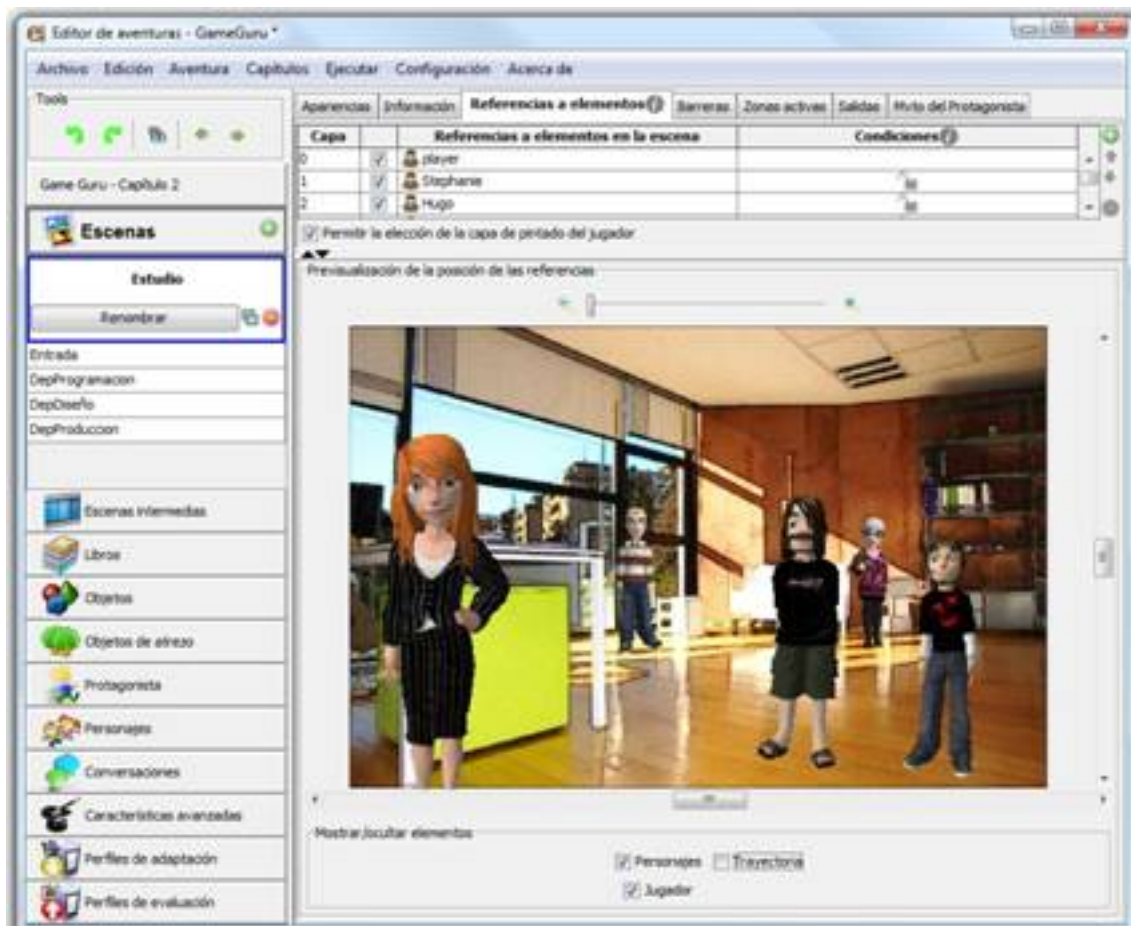 Editor de aventuras - GameGuru *
Archivo Edición Aventura Capítulos Ejecutar Configuración Acerca de
Tools
Game Guru - Capítulo 2
Escenas
Estudio
Renombrar
Entrada
DepProgramacion
DepDiseño
DepProduccion
Escenas intermedias
Libros
Objetos
Objetos de atrezo
Protagonista
Personajes
Conversaciones
Características avanzadas
Perfiles de adaptación
Perfiles de evaluación
Apariencias Información Referencias a elementos Barreras Zonas activas Salidas Mvto del Protagonista
Capa Referencias a elementos en la escena Condiciones
0 player
1 Stephanie
2 Hugo
Permitir la elección de la capa de pintado del jugador
Previsualización de la posición de las referencias
Mostrar/ocultar elementos
Personajes Trayectoria
Jugador